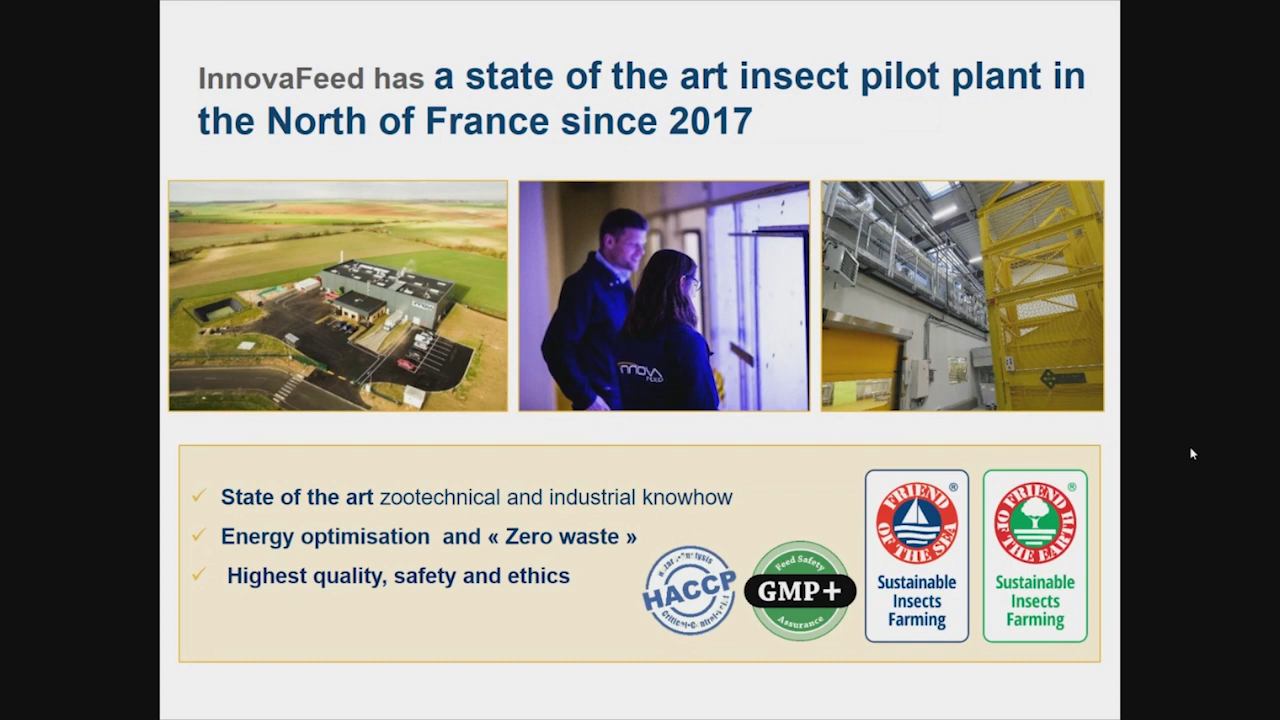 InnovaFeed has a state of the art insect pilot plant in
the North of France since 2017
INNOVA
FEED
State of the art zootechnical and industrial knowhow
Energy optimisation and « Zero waste »
Highest quality, safety and ethics
HACCP
Feed Safety
GMP+
Assurance
FRIEND
OF THE SEA
®
Sustainable
Insects
Farming
FRIEND
OF THE EARTH
®
Sustainable
Insects
Farming